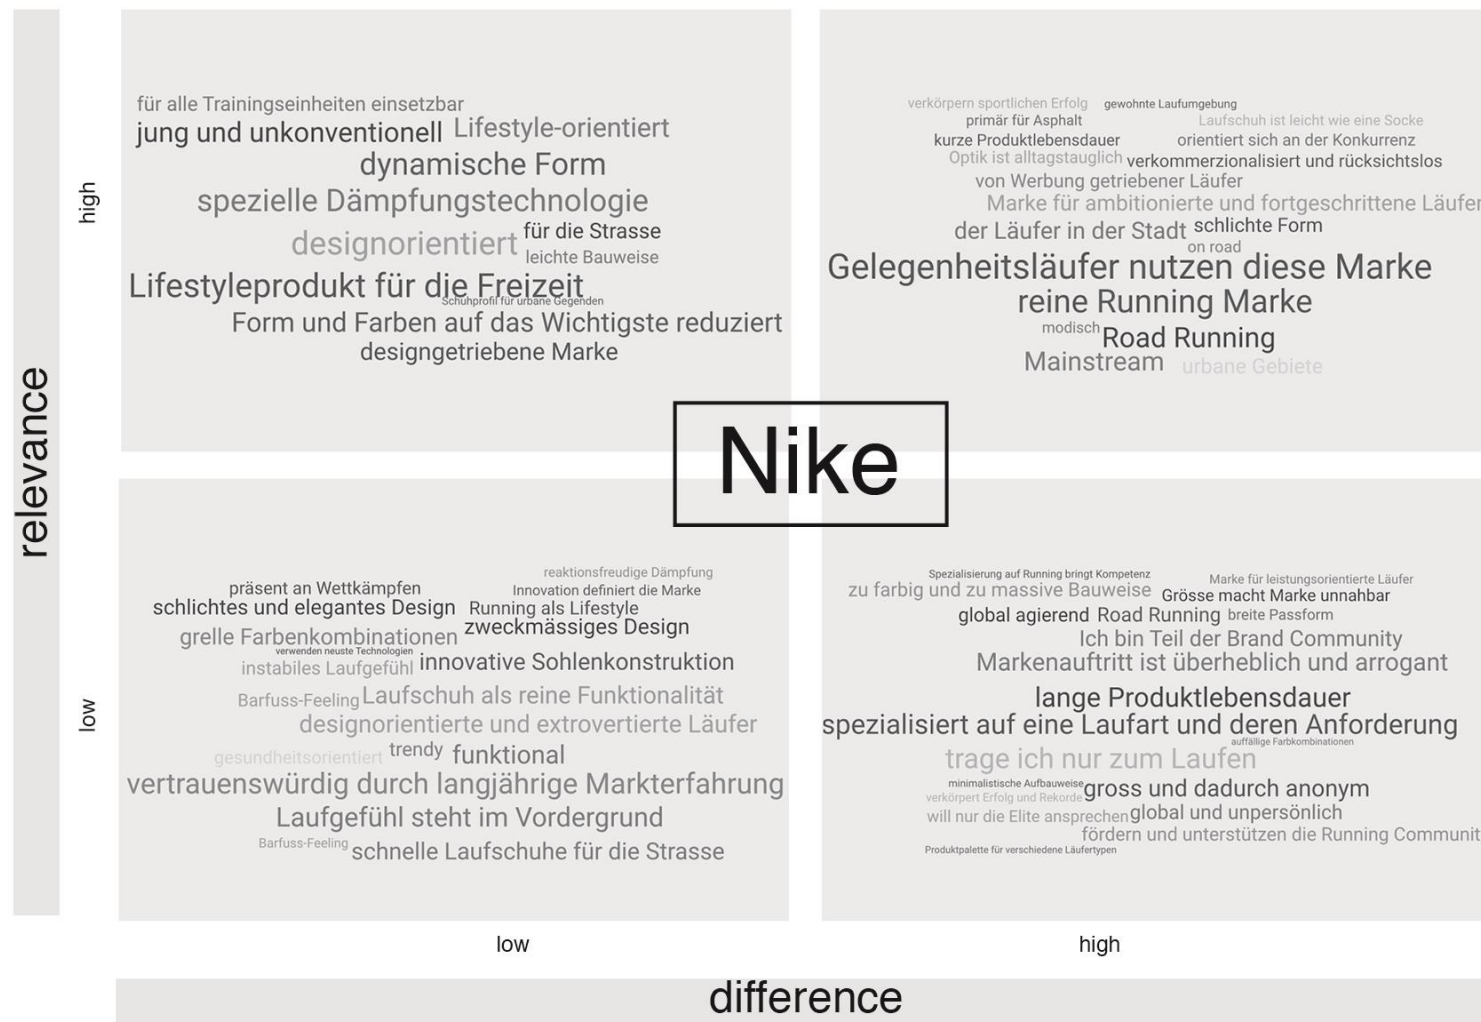 für alle Trainingseinheiten einsetzbar
jung und unkonventionell
Lifestyle-orientiert
dynamische Form
spezielle Dämpfungstechnologie
designorientiert
für die Strasse
leichte Bauweise
Lifestyleprodukt für die Freizeit
Schuhprofil für urbane Gegenden
Form und Farben auf das Wichtigste reduziert
designgetriebene Marke
verkörpern sportlichen Erfolg
gewohnte Laufumgebung
primär für Asphalt
Laufschuh ist leicht wie eine Socke
kurze Produktlebensdauer
orientiert sich an der Konkurrenz
Optik ist alltagstauglich
verkommerzionalisiert und rücksichtslos
von Werbung getriebener Läufer
Marke für ambitionierte und fortgeschrittene Läufer
der Läufer in der Stadt
schlichte Form
on road
Gelegenheitsläufer nutzen diese Marke
reine Running Marke
modisch
Road Running
Mainstream
urbane Gebiete
high
relevance
Nike
reaktionsfreudige Dämpfung
präsent an Wettkämpfen
Innovation definiert die Marke
schlichtes und elegantes Design
Running als Lifestyle
zweckmässiges Design
grelle Farbenkombinationen
verwenden neuste Technologien
instabiles Laufgefühl
innovative Sohlenkonstruktion
Barfuss-Feeling
Laufschuh als reine Funktionalität
designorientierte und extrovertierte Läufer
gesundheitsorientiert
trendy
funktional
vertrauenswürdig durch langjährige Markterfahrung
Laufgefühl steht im Vordergrund
Barfuss-Feeling
schnelle Laufschuhe für die Strasse
Spezialisierung auf Running bringt Kompetenz
Marke für leistungsorientierte Läufer
zu farbig und zu massive Bauweise
Grösse macht Marke unnahbar
global agierend
Road Running
breite Passform
Ich bin Teil der Brand Community
Markenauftritt ist überheblich und arrogant
lange Produktlebensdauer
spezialisiert auf eine Laufart und deren Anforderung
auffällige Farbkombinationen
trage ich nur zum Laufen
minimalistische Aufbauweise
gross und dadurch anonym
verkörpert Erfolg und Rekorde
will nur die Elite ansprechen
global und unpersönlich
fördern und unterstützen die Running Communit
Produktpalette für verschiedene Läufertypen
low
low
high
difference